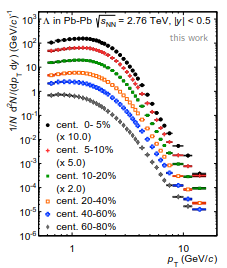 Λ in Pb-Pb √sNN = 2.76 TeV, |y| < 0.5
this work
1/N d²N/(dpT dy) (GeV/c)⁻¹
10³
10²
10
1
10⁻¹
10⁻²
10⁻³
10⁻⁴
10⁻⁵
10⁻⁶
cent. 0- 5%
(x 10.0)
cent. 5-10%
(x 5.0)
cent. 10-20%
(x 2.0)
cent. 20-40%
cent. 40-60%
cent. 60-80%
1
10
pT (GeV/c)